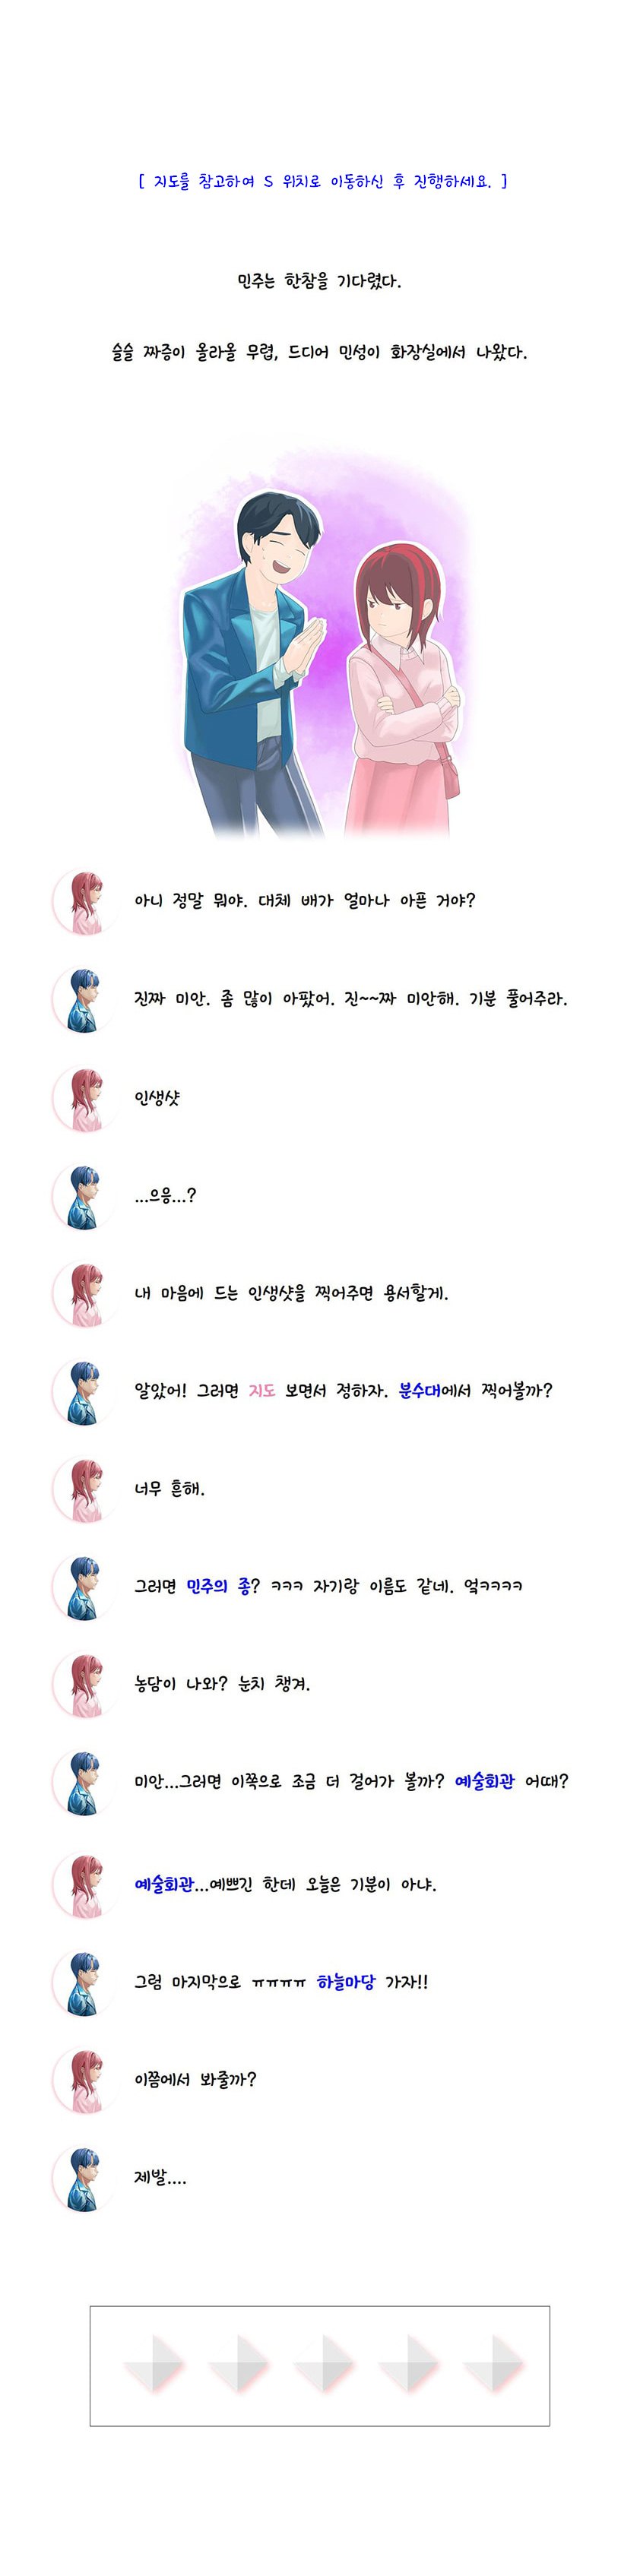 [ 지도를 참고하여 S 위치로 이동하신 후 진행하세요. ]
민주는 한참을 기다렸다.
슬슬 짜증이 올라올 무렵, 드디어 민성이 화장실에서 나왔다.
아니 정말 뭐야. 대체 배가 얼마나 아픈 거야?
진짜 미안. 좀 많이 아팠어. 진~~짜 미안해. 기분 풀어주라.
인생샷
...으응...?
내 마음에 드는 인생샷을 찍어주면 용서할게.
알았어! 그러면 지도 보면서 정하자. 분수대에서 찍어볼까?
너무 흔해.
그러면 민주의 종? ㅋㅋㅋ 자기랑 이름도 같네. 엌ㅋㅋㅋㅋ
농담이 나와? 눈치 챙겨.
미안...그러면 이쪽으로 조금 더 걸어가 볼까? 예술회관 어때?
예술회관...예쁘긴 한데 오늘은 기분이 아냐.
그럼 마지막으로 ㅠㅠㅠㅠ 하늘마당 가자!!
이쯤에서 봐줄까?
제발....